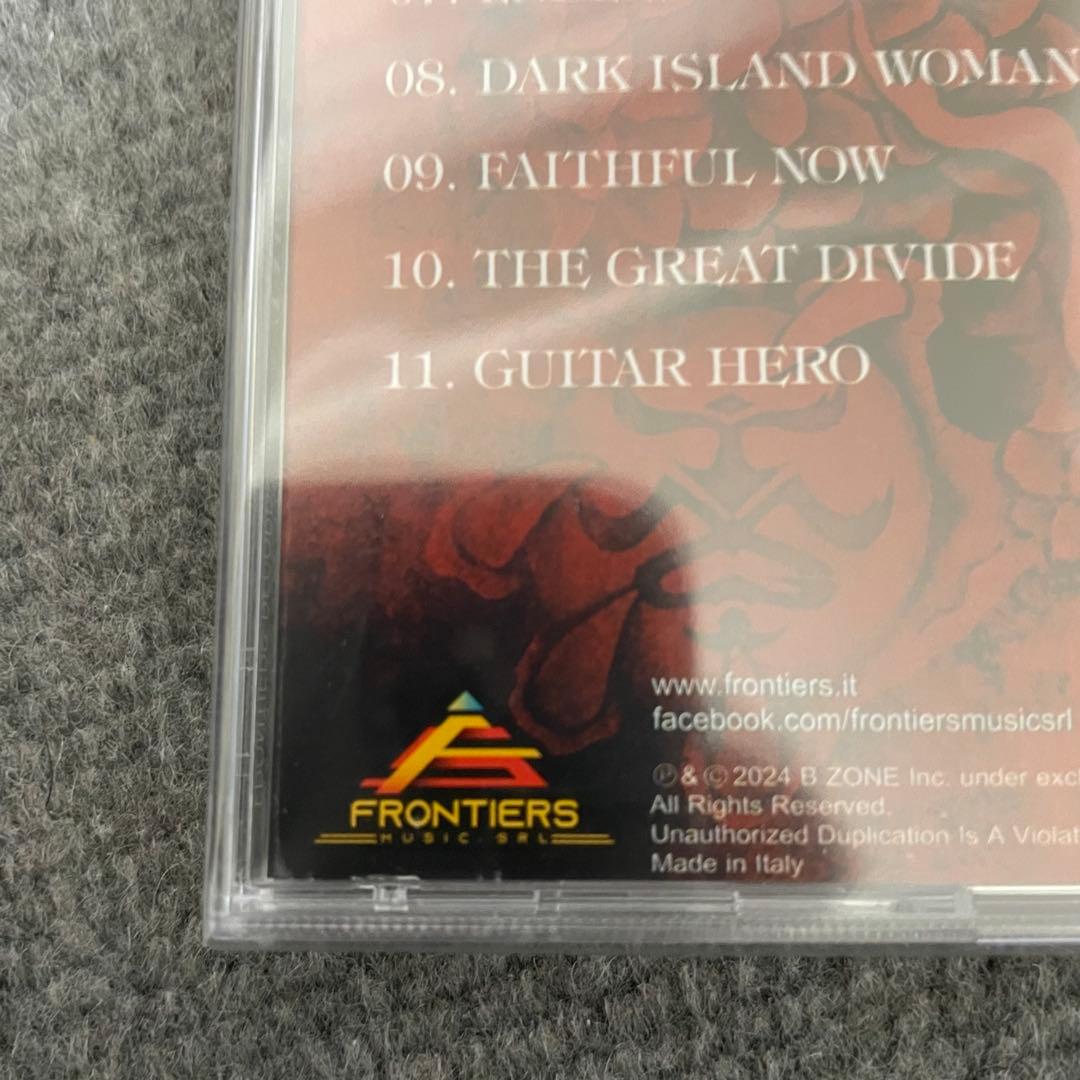 08. DARK ISLAND WOMAN
09. FAITHFUL NOW
10. THE GREAT DIVIDE
11. GUITAR HERO
www.frontiers.it
facebook.com/frontiersmusicsrl
℗ & © 2024 B ZONE Inc. under excl
All Rights Reserved.
Unauthorized Duplication Is A Violat
Made in Italy
FRONTIERS
MUSIC SRL